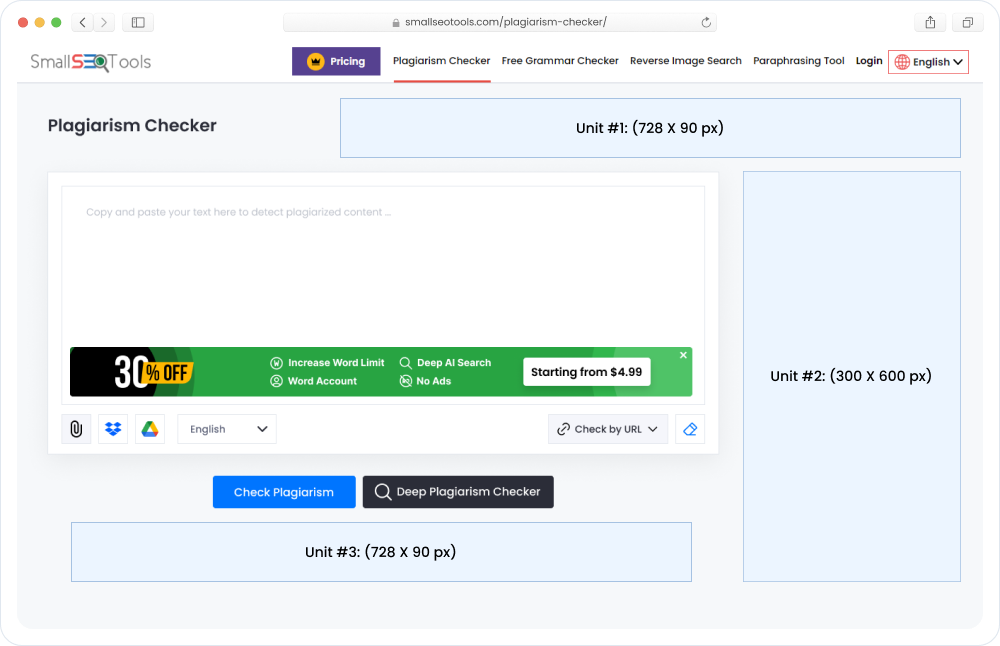 smallseotools.com/plagiarism-checker/
SmallSEOTools
Pricing
Plagiarism Checker
Free Grammar Checker
Reverse Image Search
Paraphrasing Tool
Login
English
Plagiarism Checker
Unit #1: (728 X 90 px)
Copy and paste your text here to detect plagiarized content ...
30% OFF
Increase Word Limit
Deep AI Search
Word Account
No Ads
Starting from $4.99
English
Check by URL
Unit #2: (300 X 600 px)
Check Plagiarism
Deep Plagiarism Checker
Unit #3: (728 X 90 px)